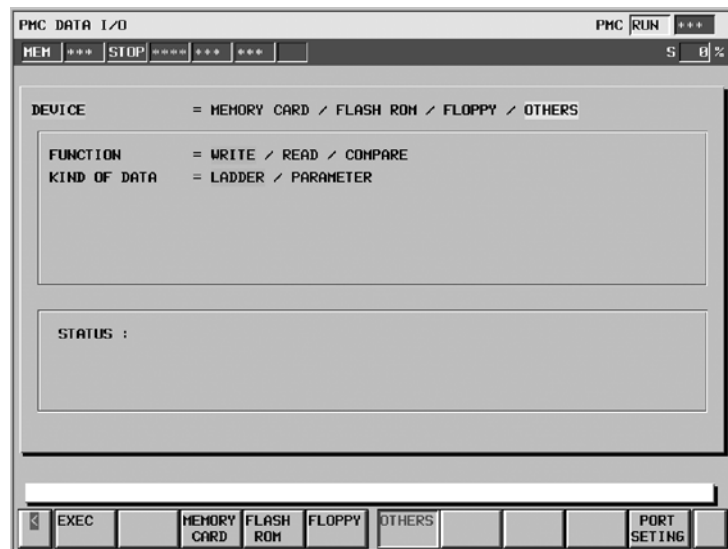 PMC DATA I/O PMC RUN ***
MEM *** STOP **** *** *** S 0 %
DEVICE = MEMORY CARD / FLASH ROM / FLOPPY / OTHERS
FUNCTION = WRITE / READ / COMPARE
KIND OF DATA = LADDER / PARAMETER
STATUS :
< EXEC MEMORY CARD FLASH ROM FLOPPY OTHERS PORT SETING